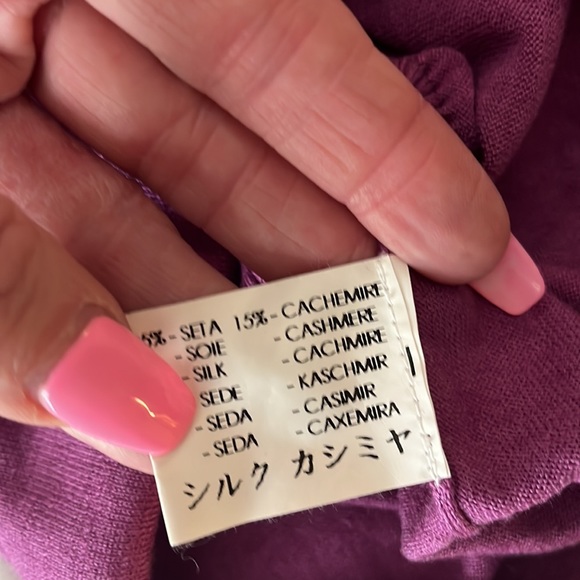 5%-SETA 15%-CACHEMIRE
-SOIE -CASHMERE
-SILK -CACHMIRE
SEDE -KASCHMIR
-SEDA -CASIMIR
-SEDA -CAXEMIRA
シルク カシミヤ